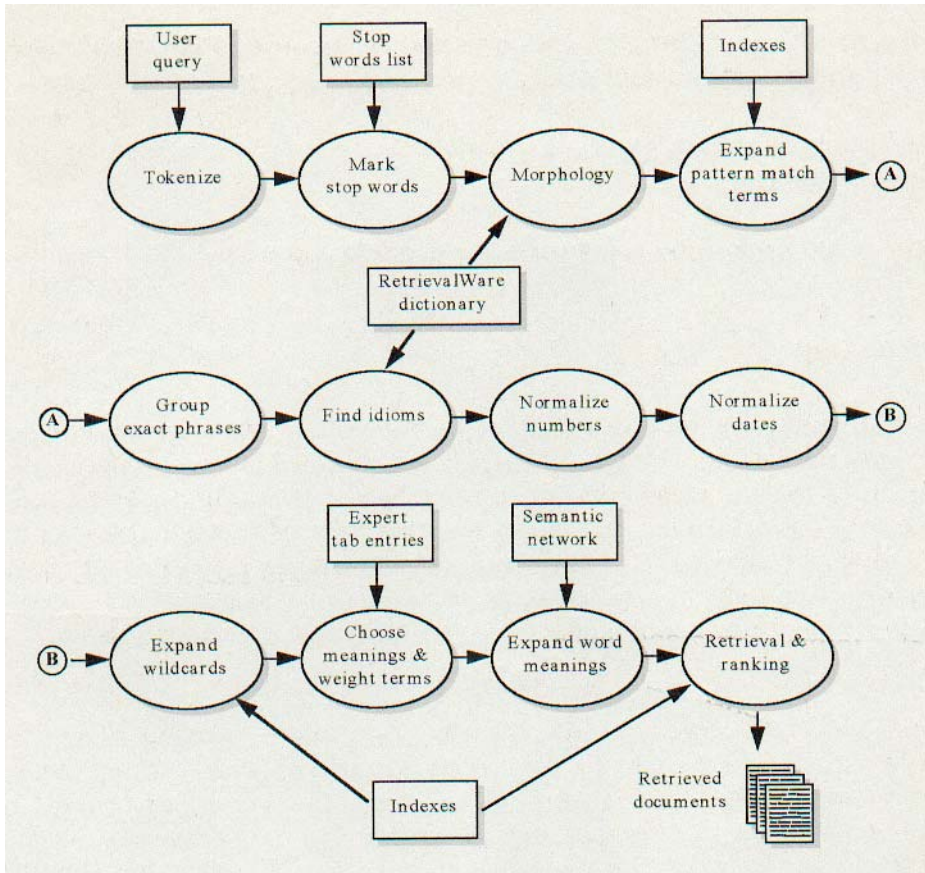 User
query
Stop
words list
Indexes
Tokenize
Mark
stop words
Morphology
Expand
pattern match
terms
A
RetrievalWare
dictionary
A
Group
exact phrases
Find idioms
Normalize
numbers
Normalize
dates
B
Expert
tab entries
Semantic
network
B
Expand
wildcards
Choose
meanings &
weight terms
Expand word
meanings
Retrieval &
ranking
Indexes
Retrieved
documents